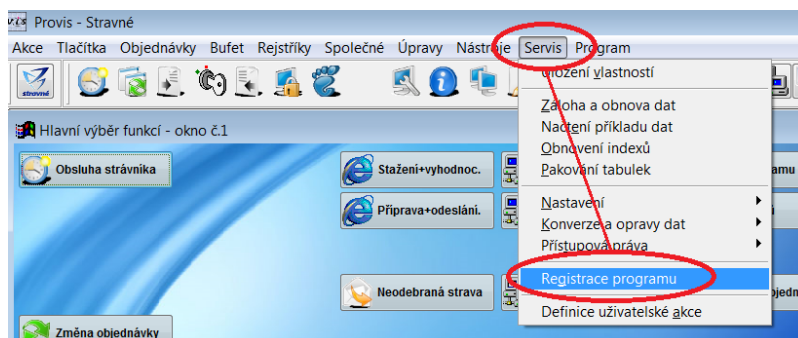 Provis - Stravné
Akce Tlačítka Objednávky Bufet Rejstříky Společné Úpravy Nástroje Servis Program
stravné
Uložení vlastností
Záloha a obnova dat
Načtení příkladu dat
Obnovení indexů
Pakování tabulek
Nastavení
Konverze a opravy dat
Přístupová práva
Registrace programu
Definice uživatelské akce
Hlavní výběr funkcí - okno č.1
Obsluha strávníka
Stažení+vyhodnoc.
Příprava+odeslání.
Neodebraná strava
Změna objednávky